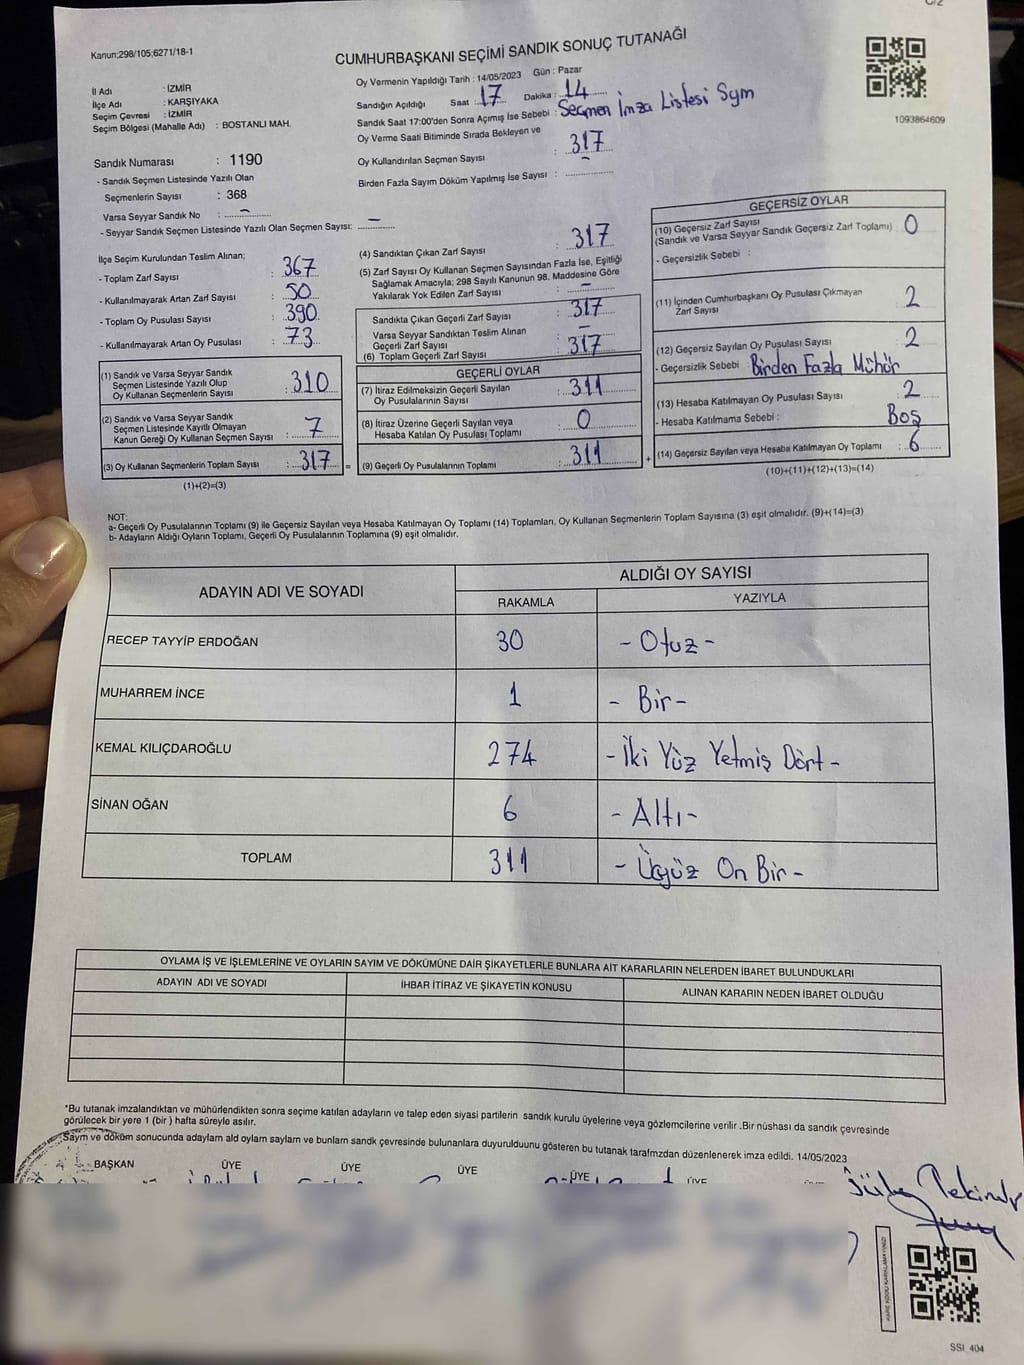 C/2
Kanun;298/105;6271/18-1
CUMHURBAŞKANI SEÇİMİ SANDIK SONUÇ TUTANAĞI
1093864609
İl Adı : İZMİR
İlçe Adı : KARŞIYAKA
Seçim Çevresi : İZMİR
Seçim Bölgesi (Mahalle Adı) : BOSTANLI MAH.
Oy Vermenin Yapıldığı Tarih : 14/05/2023 Gün : Pazar
Sandığın Açıldığı Saat : 17 Dakika : 14
Sandık Saat 17:00'den Sonra Açımış İse Sebebi : Seçmen İmza Listesi Sym
Oy Verme Saati Bitiminde Sırada Bekleyen ve
Oy Kullandırılan Seçmen Sayısı : 317
Birden Fazla Sayım Döküm Yapılmış İse Sayısı : -
Sandık Numarası : 1190
- Sandık Seçmen Listesinde Yazılı Olan
Seçmenlerin Sayısı : 368
Varsa Seyyar Sandık No : -
- Seyyar Sandık Seçmen Listesinde Yazılı Olan Seçmen Sayısı: -
İlçe Seçim Kurulundan Teslim Alınan;
- Toplam Zarf Sayısı : 367
- Kullanılmayarak Artan Zarf Sayısı : 50
- Toplam Oy Pusulası Sayısı : 390
- Kullanılmayarak Artan Oy Pusulası : 73
(1) Sandık ve Varsa Seyyar Sandık
Seçmen Listesinde Yazılı Olup
Oy Kullanan Seçmenlerin Sayısı : 310
(2) Sandık ve Varsa Seyyar Sandık
Seçmen Listesinde Kayıtlı Olmayan
Kanun Gereği Oy Kullanan Seçmen Sayısı : 7
(3) Oy Kullanan Seçmenlerin Toplam Sayısı : 317 =
(1)+(2)=(3)
(4) Sandıktan Çıkan Zarf Sayısı : 317
(5) Zarf Sayısı Oy Kullanan Seçmen Sayısından Fazla İse, Eşitliği
Sağlamak Amacıyla; 298 Sayılı Kanunun 98. Maddesine Göre
Yakılarak Yok Edilen Zarf Sayısı : -
Sandıkta Çıkan Geçerli Zarf Sayısı : 317
Varsa Seyyar Sandıktan Teslim Alınan
Geçerli Zarf Sayısı : -
(6) Toplam Geçerli Zarf Sayısı : 317
GEÇERLİ OYLAR
(7) İtiraz Edilmeksizin Geçerli Sayılan
Oy Pusulalarının Sayısı : 311
(8) İtiraz Üzerine Geçerli Sayılan veya
Hesaba Katılan Oy Pusulası Toplamı : 0
(9) Geçerli Oy Pusulalarının Toplamı : 311 +
GEÇERSİZ OYLAR
(10) Geçersiz Zarf Sayısı
(Sandık ve Varsa Seyyar Sandık Geçersiz Zarf Toplamı) : 0
- Geçersizlik Sebebi :
(11) İçinden Cumhurbaşkanı Oy Pusulası Çıkmayan
Zarf Sayısı : 2
(12) Geçersiz Sayılan Oy Pusulası Sayısı : 2
- Geçersizlik Sebebi Birden Fazla Mühür
(13) Hesaba Katılmayan Oy Pusulası Sayısı : 2
- Hesaba Katılmama Sebebi : Boş
(14) Geçersiz Sayılan veya Hesaba Katılmayan Oy Toplamı : 6
(10)+(11)+(12)+(13)=(14)
NOT:
a- Geçerli Oy Pusulalarının Toplamı (9) ile Geçersiz Sayılan veya Hesaba Katılmayan Oy Toplamı (14) Toplamları, Oy Kullanan Seçmenlerin Toplam Sayısına (3) eşit olmalıdır. (9)+(14)=(3)
b- Adayların Aldığı Oyların Toplamı, Geçerli Oy Pusulalarının Toplamına (9) eşit olmalıdır.
ADAYIN ADI VE SOYADI ALDIĞI OY SAYISI
RAKAMLA YAZIYLA
RECEP TAYYİP ERDOĞAN 30 - Otuz -
MUHARREM İNCE 1 - Bir -
KEMAL KILIÇDAROĞLU 274 - İki Yüz Yetmiş Dört -
SİNAN OĞAN 6 - Altı -
TOPLAM 311 - Üçyüz On Bir -
OYLAMA İŞ VE İŞLEMLERİNE VE OYLARIN SAYIM VE DÖKÜMÜNE DAİR ŞİKAYETLERLE BUNLARA AİT KARARLARIN NELERDEN İBARET BULUNDUKLARI
ADAYIN ADI VE SOYADI İHBAR İTİRAZ VE ŞİKAYETİN KONUSU ALINAN KARARIN NEDEN İBARET OLDUĞU
*Bu tutanak imzalandıktan ve mühürlendikten sonra seçime katılan adayların ve talep eden siyasi partilerin sandık kurulu üyelerine veya gözlemcilerine verilir .Bir nüshası da sandık çevresinde
görülecek bir yere 1 (bir ) hafta süreyle asılır.
Saym ve döküm sonucunda adaylarn ald oylarn saylarn ve bunlarn sandk çevresinde bulunanlara duyurulduunu gösteren bu tutanak tarafmzdan düzenlenerek imza edildi. 14/05/2023
BAŞKAN ÜYE ÜYE ÜYE ÜYE ÜYE
SSI_404